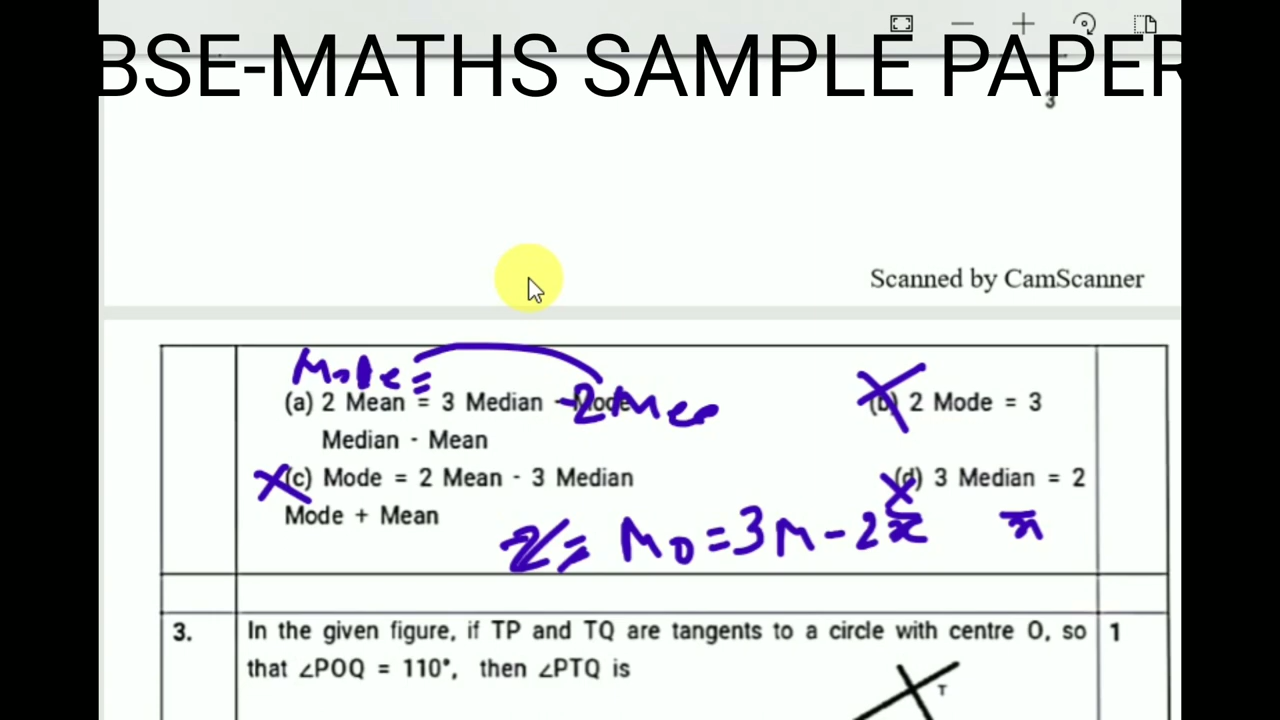 BSE-MATHS SAMPLE PAPER
3
Scanned by CamScanner
Mode =
(a) 2 Mean = 3 Median - Mode
- 2 Mea
(b) 2 Mode = 3
Median - Mean
(c) Mode = 2 Mean - 3 Median
(d) 3 Median = 2
Mode + Mean
Z = Mo = 3M - 2x̄
x̄
3.
In the given figure, if TP and TQ are tangents to a circle with centre O, so
1
that ∠POQ = 110°, then ∠PTQ is
T